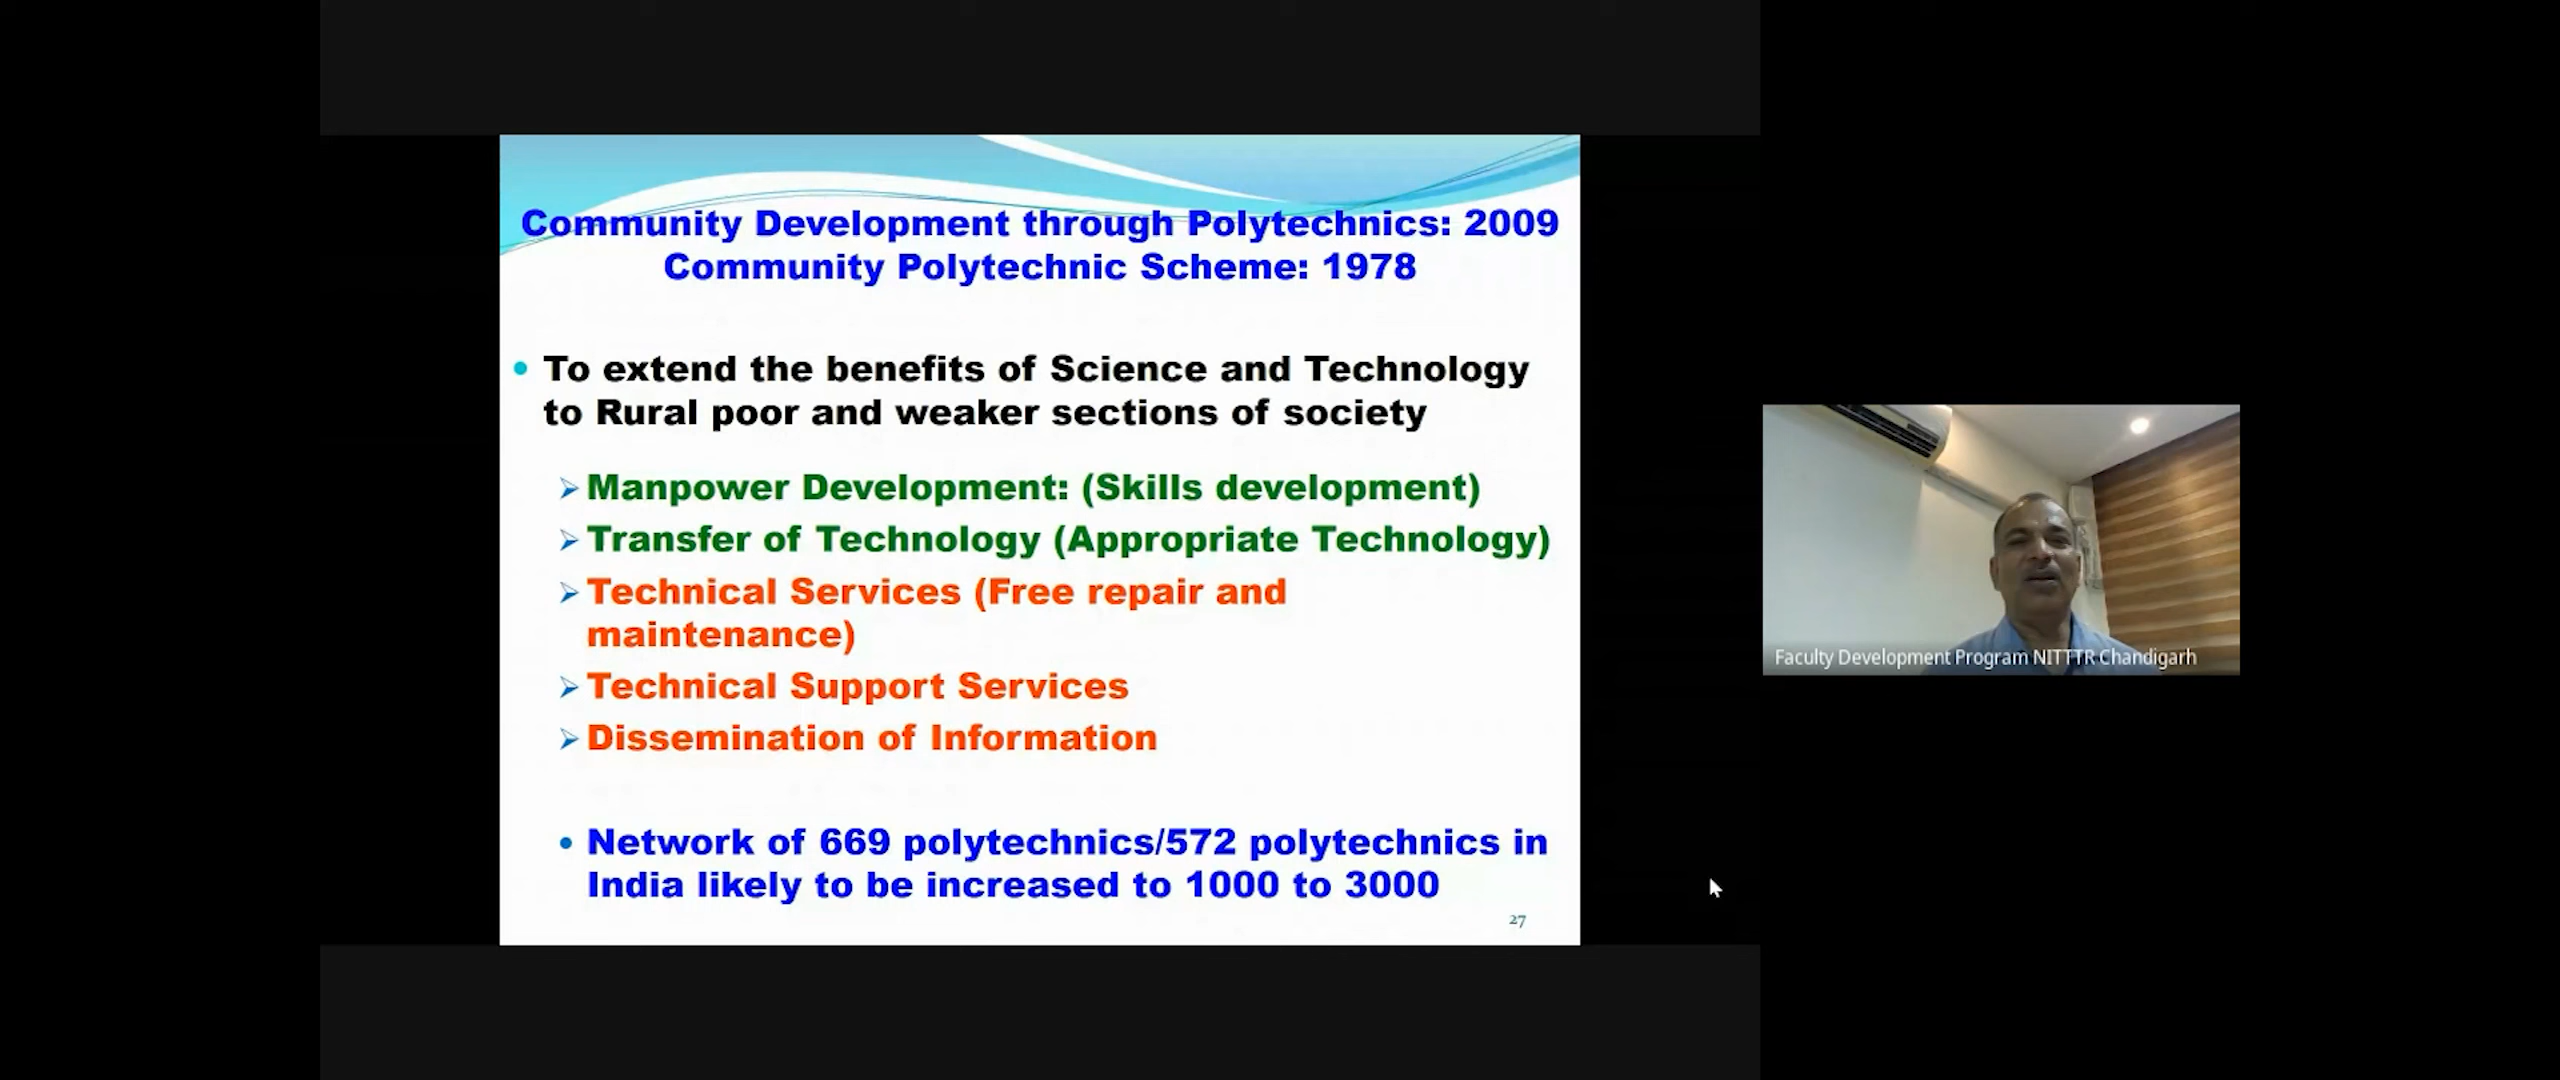 Community Development through Polytechnics: 2009
Community Polytechnic Scheme: 1978
• To extend the benefits of Science and Technology
to Rural poor and weaker sections of society
➢ Manpower Development: (Skills development)
➢ Transfer of Technology (Appropriate Technology)
➢ Technical Services (Free repair and
maintenance)
➢ Technical Support Services
➢ Dissemination of Information
• Network of 669 polytechnics/572 polytechnics in
India likely to be increased to 1000 to 3000
27
Faculty Development Program NITTTR Chandigarh